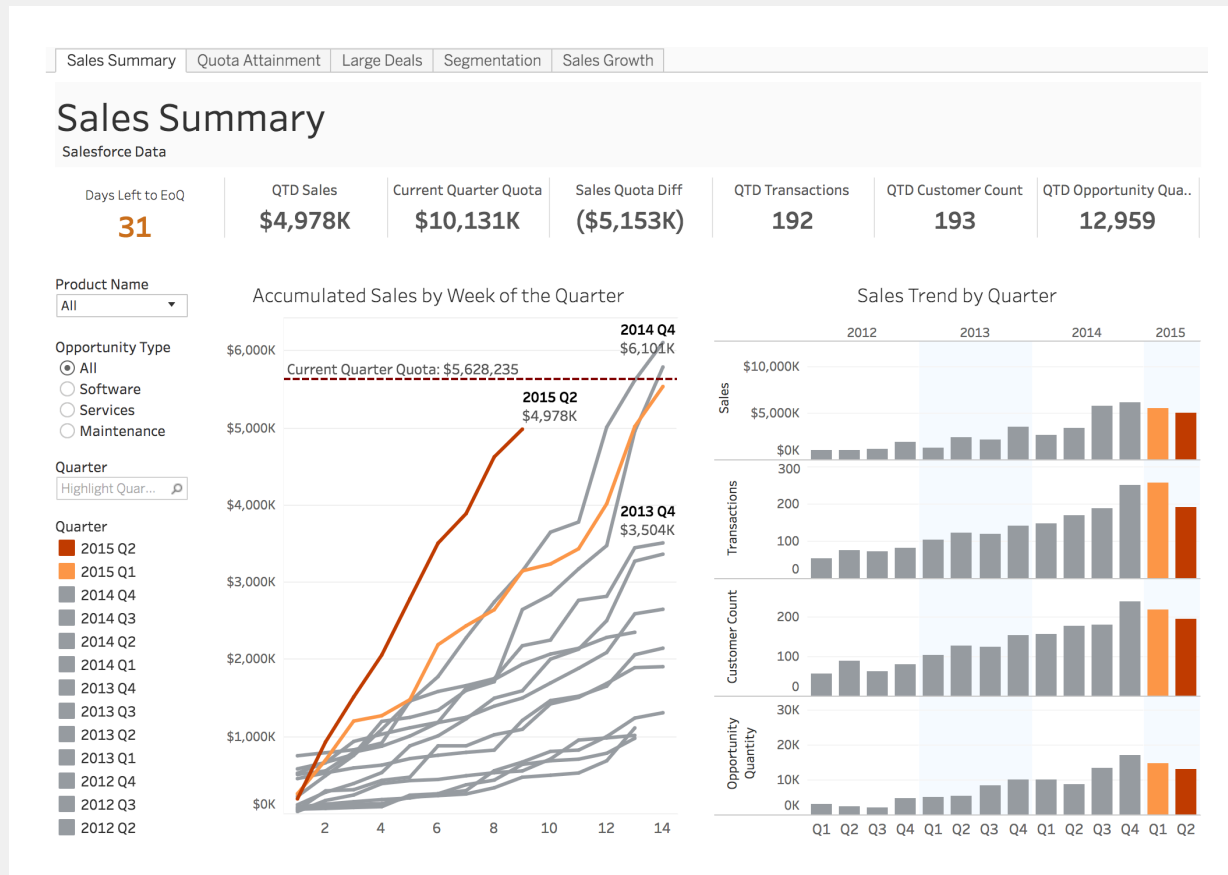 Sales Summary
Quota Attainment
Large Deals
Segmentation
Sales Growth
Sales Summary
Salesforce Data
Days Left to EoQ
31
QTD Sales
$4,978K
Current Quarter Quota
$10,131K
Sales Quota Diff
($5,153K)
QTD Transactions
192
QTD Customer Count
193
QTD Opportunity Qua..
12,959
Product Name
All
Opportunity Type
All
Software
Services
Maintenance
Quarter
Highlight Quar...
Quarter
2015 Q2
2015 Q1
2014 Q4
2014 Q3
2014 Q2
2014 Q1
2013 Q4
2013 Q3
2013 Q2
2013 Q1
2012 Q4
2012 Q3
2012 Q2
Accumulated Sales by Week of the Quarter
2014 Q4
$6,101K
Current Quarter Quota: $5,628,235
2015 Q2
$4,978K
2013 Q4
$3,504K
$6,000K
$5,000K
$4,000K
$3,000K
$2,000K
$1,000K
$0K
2 4 6 8 10 12 14
Sales Trend by Quarter
2012 2013 2014 2015
Sales
$10,000K
$5,000K
$0K
Transactions
300
200
100
0
Customer Count
200
100
0
Opportunity
Quantity
30K
20K
10K
0K
Q1 Q2 Q3 Q4 Q1 Q2 Q3 Q4 Q1 Q2 Q3 Q4 Q1 Q2